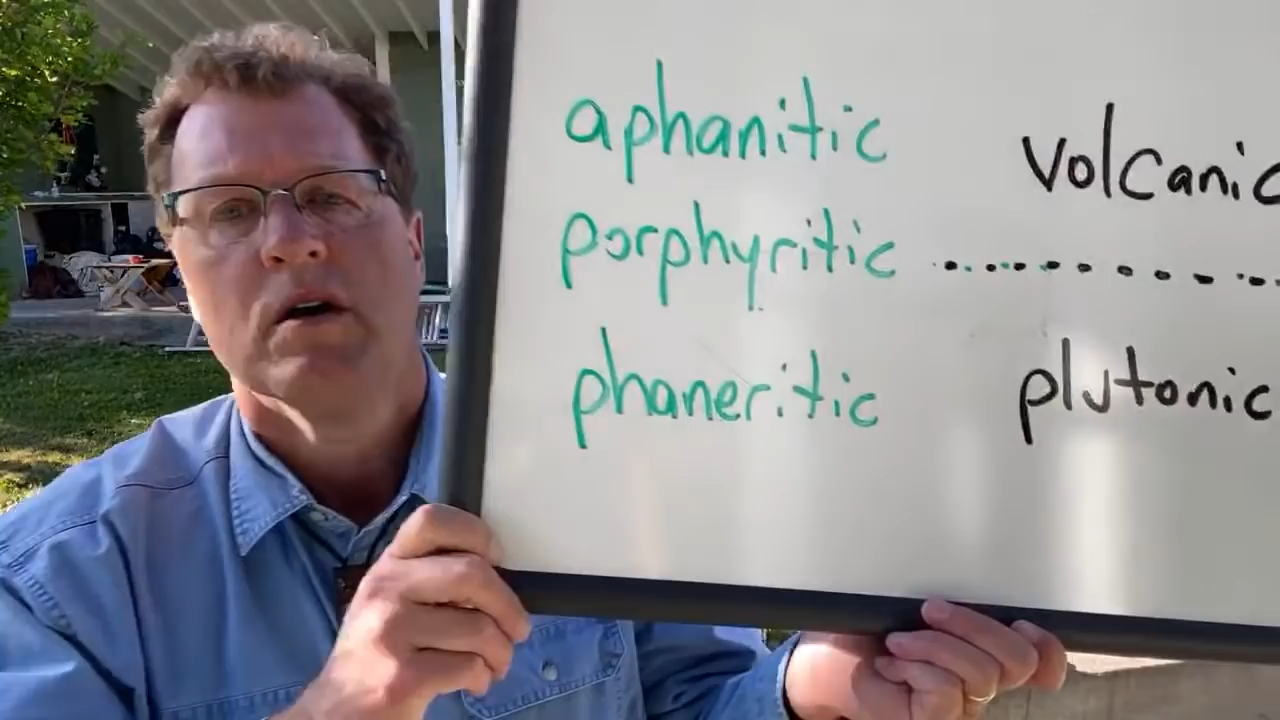 aphanitic volcanic
porphyritic ..........
phaneritic plutonic